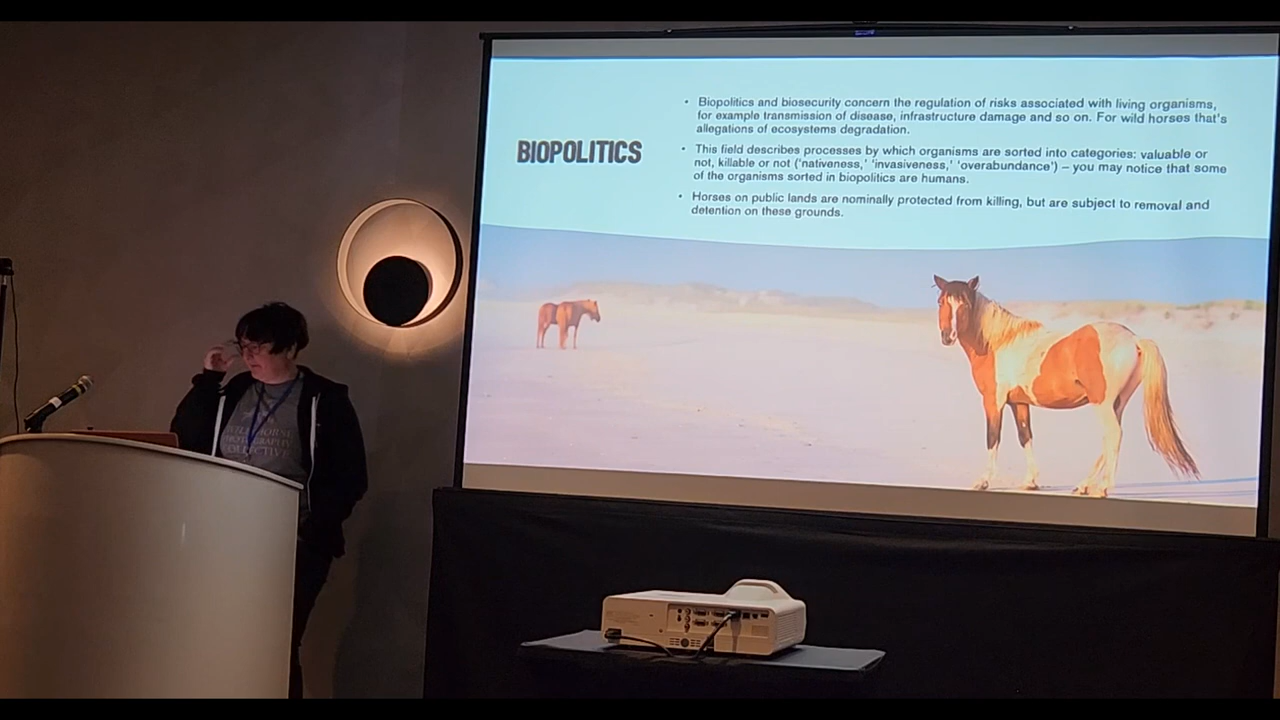 BIOPOLITICS
• Biopolitics and biosecurity concern the regulation of risks associated with living organisms,
for example transmission of disease, infrastructure damage and so on. For wild horses that's
allegations of ecosystems degradation.
• This field describes processes by which organisms are sorted into categories: valuable or
not, killable or not ('nativeness,' 'invasiveness,' 'overabundance') – you may notice that some
of the organisms sorted in biopolitics are humans.
• Horses on public lands are nominally protected from killing, but are subject to removal and
detention on these grounds.
COLLECTIVE